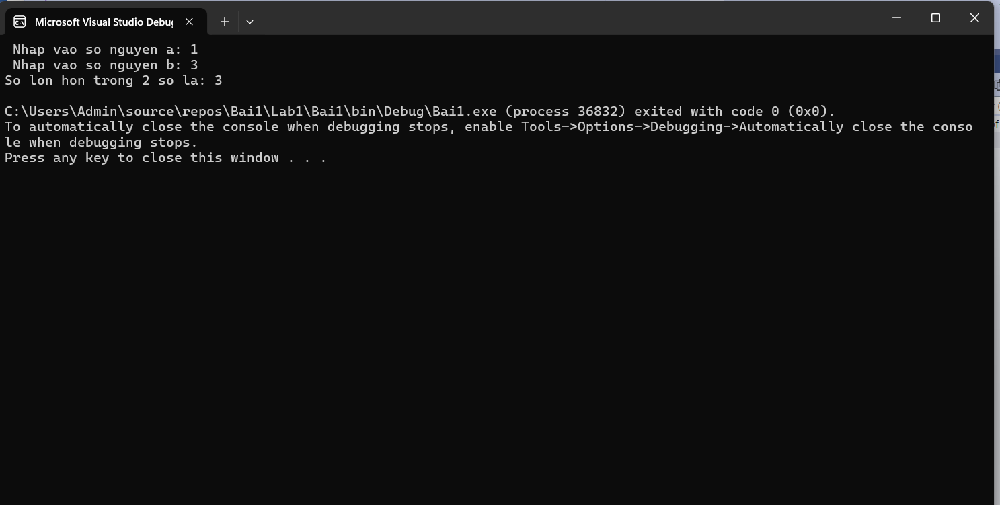 Microsoft Visual Studio Debu
Nhap vao so nguyen a: 1
Nhap vao so nguyen b: 3
So lon hon trong 2 so la: 3
C:\Users\Admin\source\repos\Bai1\Lab1\Bai1\bin\Debug\Bai1.exe (process 36832) exited with code 0 (0x0).
To automatically close the console when debugging stops, enable Tools->Options->Debugging->Automatically close the conso
le when debugging stops.
Press any key to close this window . . .